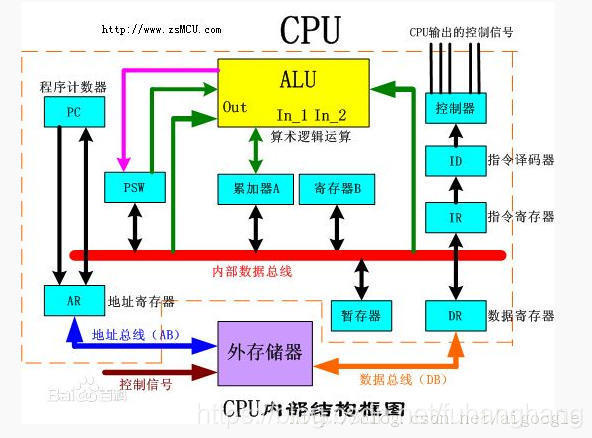 http://www.zsMCU.com
CPU
CPU输出的控制信号
程序计数器
PC
ALU
Out
In_1 In_2
算术逻辑运算
控制器
ID
指令译码器
PSW
累加器A
寄存器B
IR
指令寄存器
内部数据总线
AR
地址寄存器
暂存器
DR
数据寄存器
地址总线（AB）
外存储器
数据总线（DB）
控制信号
Bai百科
CPU内部结构框图